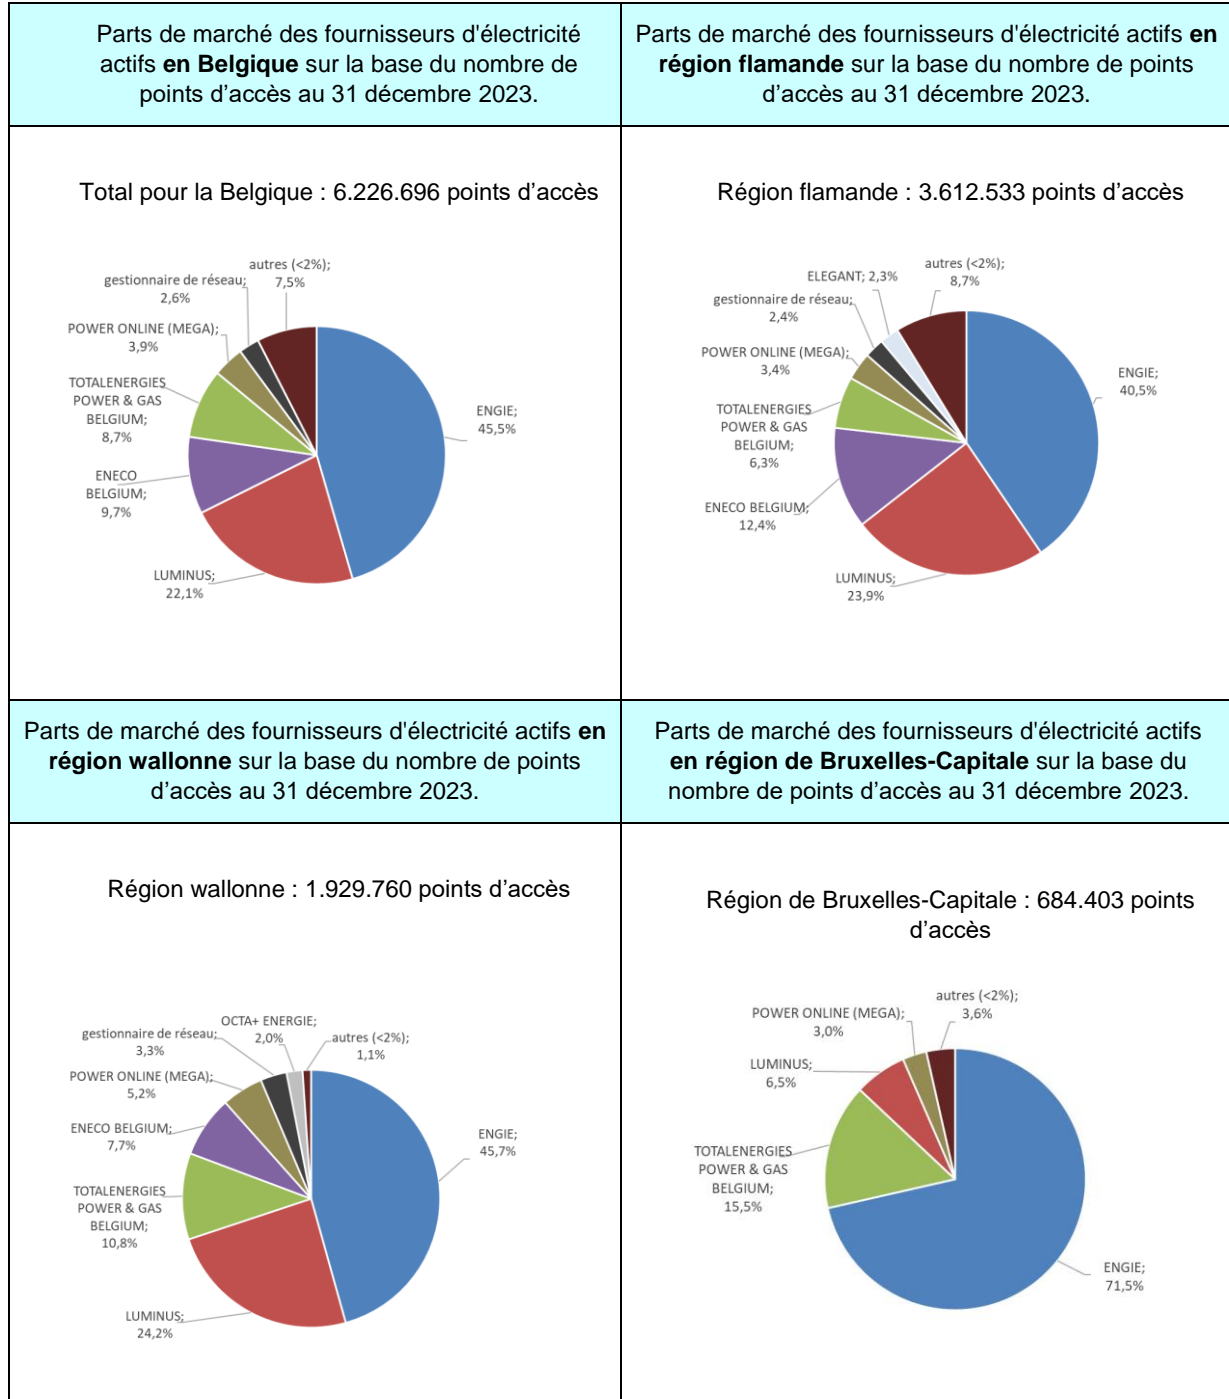 Parts de marché des fournisseurs d'électricité
actifs en Belgique sur la base du nombre de
points d’accès au 31 décembre 2023.
Parts de marché des fournisseurs d'électricité actifs en
région flamande sur la base du nombre de points
d’accès au 31 décembre 2023.
Total pour la Belgique : 6.226.696 points d’accès
autres (<2%);
7,5%
gestionnaire de réseau;
2,6%
POWER ONLINE (MEGA);
3,9%
TOTALENERGIES
POWER & GAS
BELGIUM;
8,7%
ENECO
BELGIUM;
9,7%
LUMINUS;
22,1%
ENGIE;
45,5%
Région flamande : 3.612.533 points d’accès
autres (<2%);
8,7%
ELEGANT; 2,3%
gestionnaire de réseau;
2,4%
POWER ONLINE (MEGA);
3,4%
TOTALENERGIES
POWER & GAS
BELGIUM;
6,3%
ENECO BELGIUM;
12,4%
LUMINUS;
23,9%
ENGIE;
40,5%
Parts de marché des fournisseurs d'électricité actifs en
région wallonne sur la base du nombre de points
d’accès au 31 décembre 2023.
Parts de marché des fournisseurs d'électricité actifs
en région de Bruxelles-Capitale sur la base du
nombre de points d’accès au 31 décembre 2023.
Région wallonne : 1.929.760 points d’accès
OCTA+ ENERGIE;
2,0%
autres (<2%);
1,1%
gestionnaire de réseau;
3,3%
POWER ONLINE (MEGA);
5,2%
ENECO BELGIUM;
7,7%
TOTALENERGIES
POWER & GAS
BELGIUM;
10,8%
LUMINUS;
24,2%
ENGIE;
45,7%
Région de Bruxelles-Capitale : 684.403 points
d’accès
autres (<2%);
3,6%
POWER ONLINE (MEGA);
3,0%
LUMINUS;
6,5%
TOTALENERGIES
POWER & GAS
BELGIUM;
15,5%
ENGIE;
71,5%